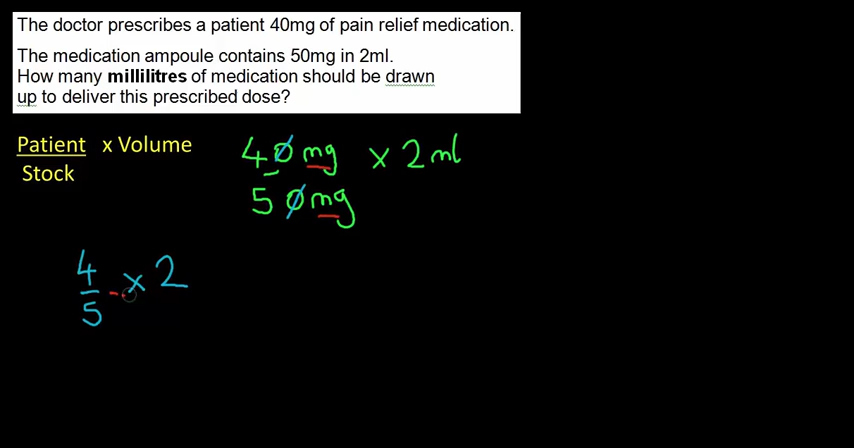 The doctor prescribes a patient 40mg of pain relief medication.
The medication ampoule contains 50mg in 2ml.
How many millilitres of medication should be drawn
up to deliver this prescribed dose?
Patient x Volume
Stock
40mg x 2ml
50mg
4
5 x 2